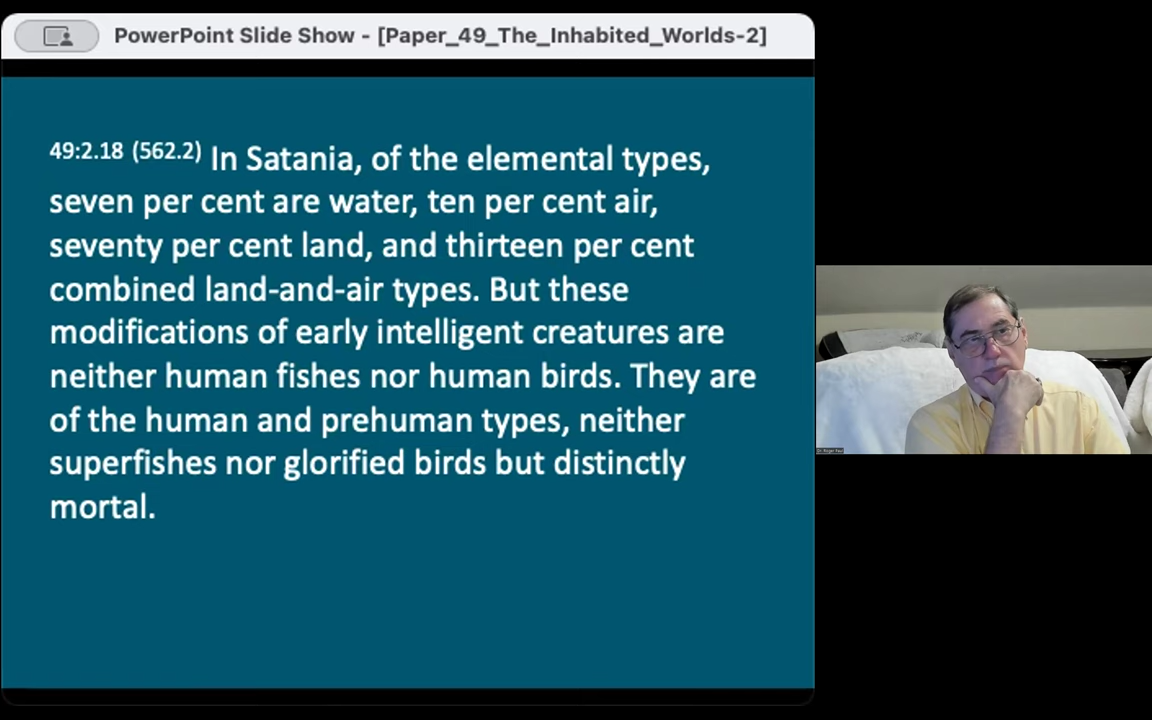 PowerPoint Slide Show - [Paper_49_The_Inhabited_Worlds-2]
49:2.18 (562.2) In Satania, of the elemental types,
seven per cent are water, ten per cent air,
seventy per cent land, and thirteen per cent
combined land-and-air types. But these
modifications of early intelligent creatures are
neither human fishes nor human birds. They are
of the human and prehuman types, neither
superfishes nor glorified birds but distinctly
mortal.